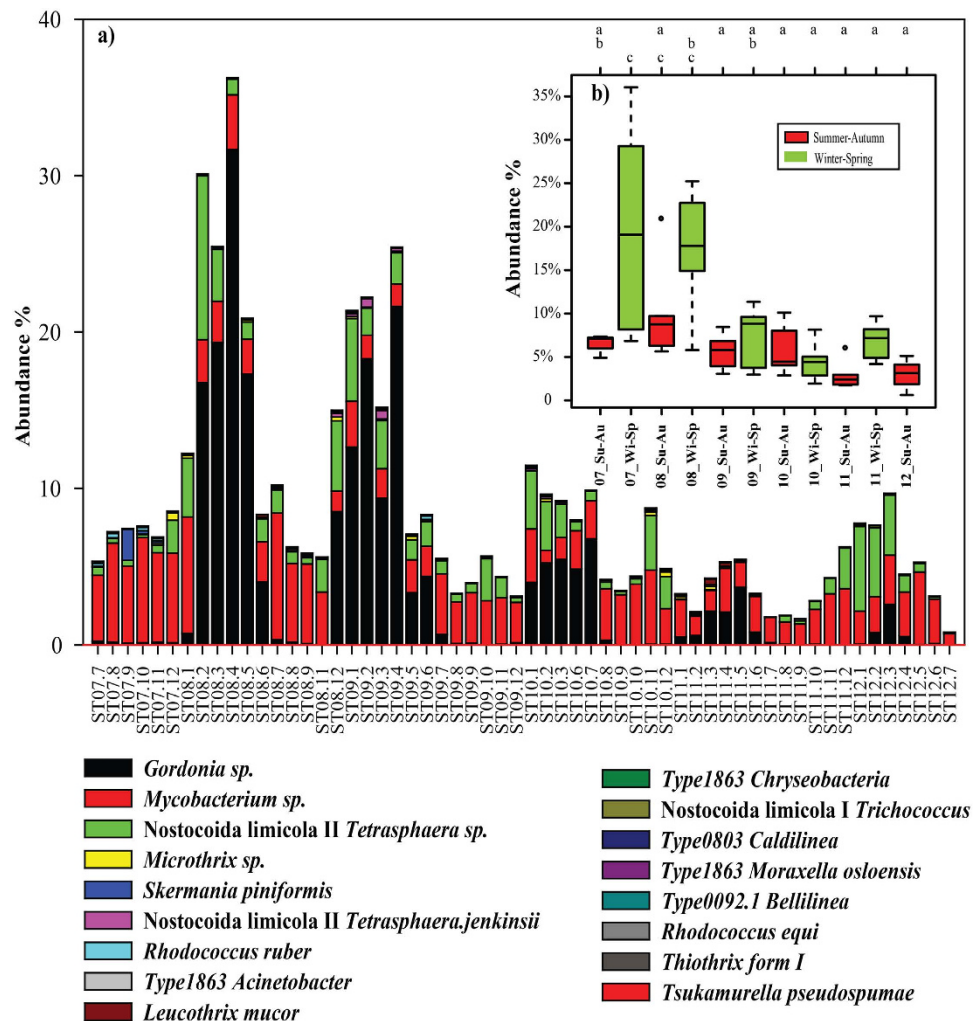 a)
Abundance %
40
30
20
10
0
a a a a a a a a a
b b b
c c c
b)
Abundance %
35%
30%
25%
20%
15%
10%
5%
0
Summer-Autumn
Winter-Spring
07_Su-Au
07_Wi-Sp
08_Su-Au
08_Wi-Sp
09_Su-Au
09_Wi-Sp
10_Su-Au
10_Wi-Sp
11_Su-Au
11_Wi-Sp
12_Su-Au
ST07.7
ST07.8
ST07.9
ST07.10
ST07.11
ST07.12
ST08.1
ST08.2
ST08.3
ST08.4
ST08.5
ST08.6
ST08.7
ST08.8
ST08.9
ST08.11
ST08.12
ST09.1
ST09.2
ST09.3
ST09.4
ST09.5
ST09.6
ST09.7
ST09.8
ST09.9
ST09.10
ST09.11
ST09.12
ST10.1
ST10.2
ST10.3
ST10.6
ST10.7
ST10.8
ST10.9
ST10.10
ST10.11
ST10.12
ST11.1
ST11.2
ST11.3
ST11.4
ST11.5
ST11.6
ST11.7
ST11.8
ST11.9
ST11.10
ST11.11
ST11.12
ST12.1
ST12.2
ST12.3
ST12.4
ST12.5
ST12.6
ST12.7
Gordonia sp.
Mycobacterium sp.
Nostocoida limicola II Tetrasphaera sp.
Microthrix sp.
Skermania piniformis
Nostocoida limicola II Tetrasphaera.jenkinsii
Rhodococcus ruber
Type1863 Acinetobacter
Leucothrix mucor
Type1863 Chryseobacteria
Nostocoida limicola I Trichococcus
Type0803 Caldilinea
Type1863 Moraxella osloensis
Type0092.1 Bellilinea
Rhodococcus equi
Thiothrix form I
Tsukamurella pseudospumae